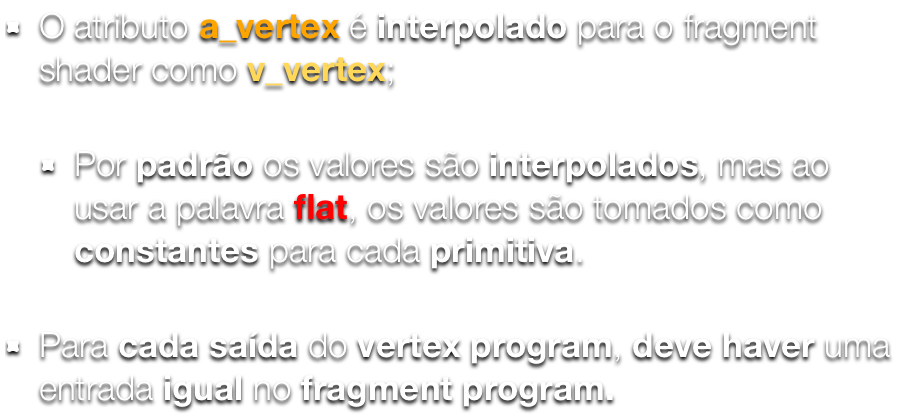 O atributo a_vertex é interpolado para o fragment
shader como v_vertex;
Por padrão os valores são interpolados, mas ao
usar a palavra flat, os valores são tomados como
constantes para cada primitiva.
Para cada saída do vertex program, deve haver uma
entrada igual no fragment program.